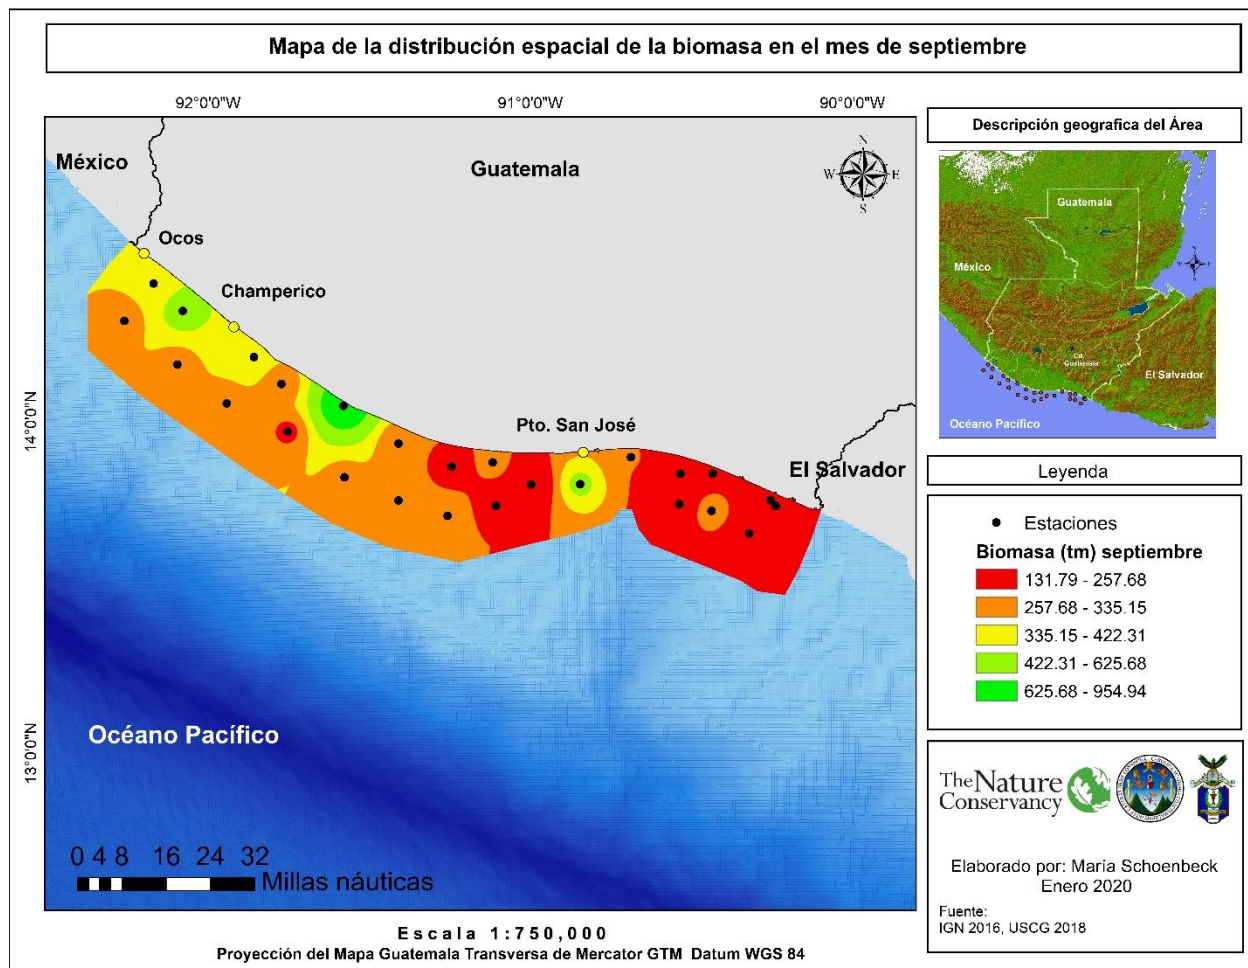 Mapa de la distribución espacial de la biomasa en el mes de septiembre
92°0'0"W
91°0'0"W
90°0'0"W
14°0'0"N
13°0'0"N
México
Guatemala
N
W
E
S
Ocos
Champerico
Pto. San José
El Salvador
Océano Pacífico
0 4 8 16 24 32
Millas náuticas
Escala 1:750,000
Proyección del Mapa Guatemala Transversa de Mercator GTM Datum WGS 84
Descripción geografica del Área
Guatemala
México
Cd.
Guatemala
El Salvador
Océano Pacífico
Leyenda
Estaciones
Biomasa (tm) septiembre
131.79 - 257.68
257.68 - 335.15
335.15 - 422.31
422.31 - 625.68
625.68 - 954.94
The Nature
Conservancy
Elaborado por: María Schoenbeck
Enero 2020
Fuente:
IGN 2016, USCG 2018